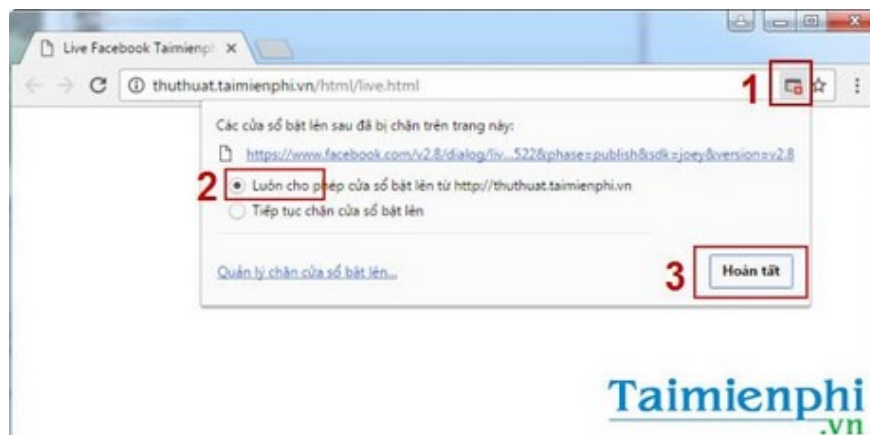 Live Facebook Taimienpl
thuthuat.taimienphi.vn/html/live.html
1
Các cửa sổ bật lên sau đã bị chặn trên trang này:
https://www.facebook.com/v2.8/dialog/liv...522&phase=publish&sdk=joey&version=v2.8
2
Luôn cho phép cửa sổ bật lên từ http://thuthuat.taimienphi.vn
Tiếp tục chặn cửa sổ bật lên
Quản lý chặn cửa sổ bật lên...
3
Hoàn tất
Taimienphi
.vn